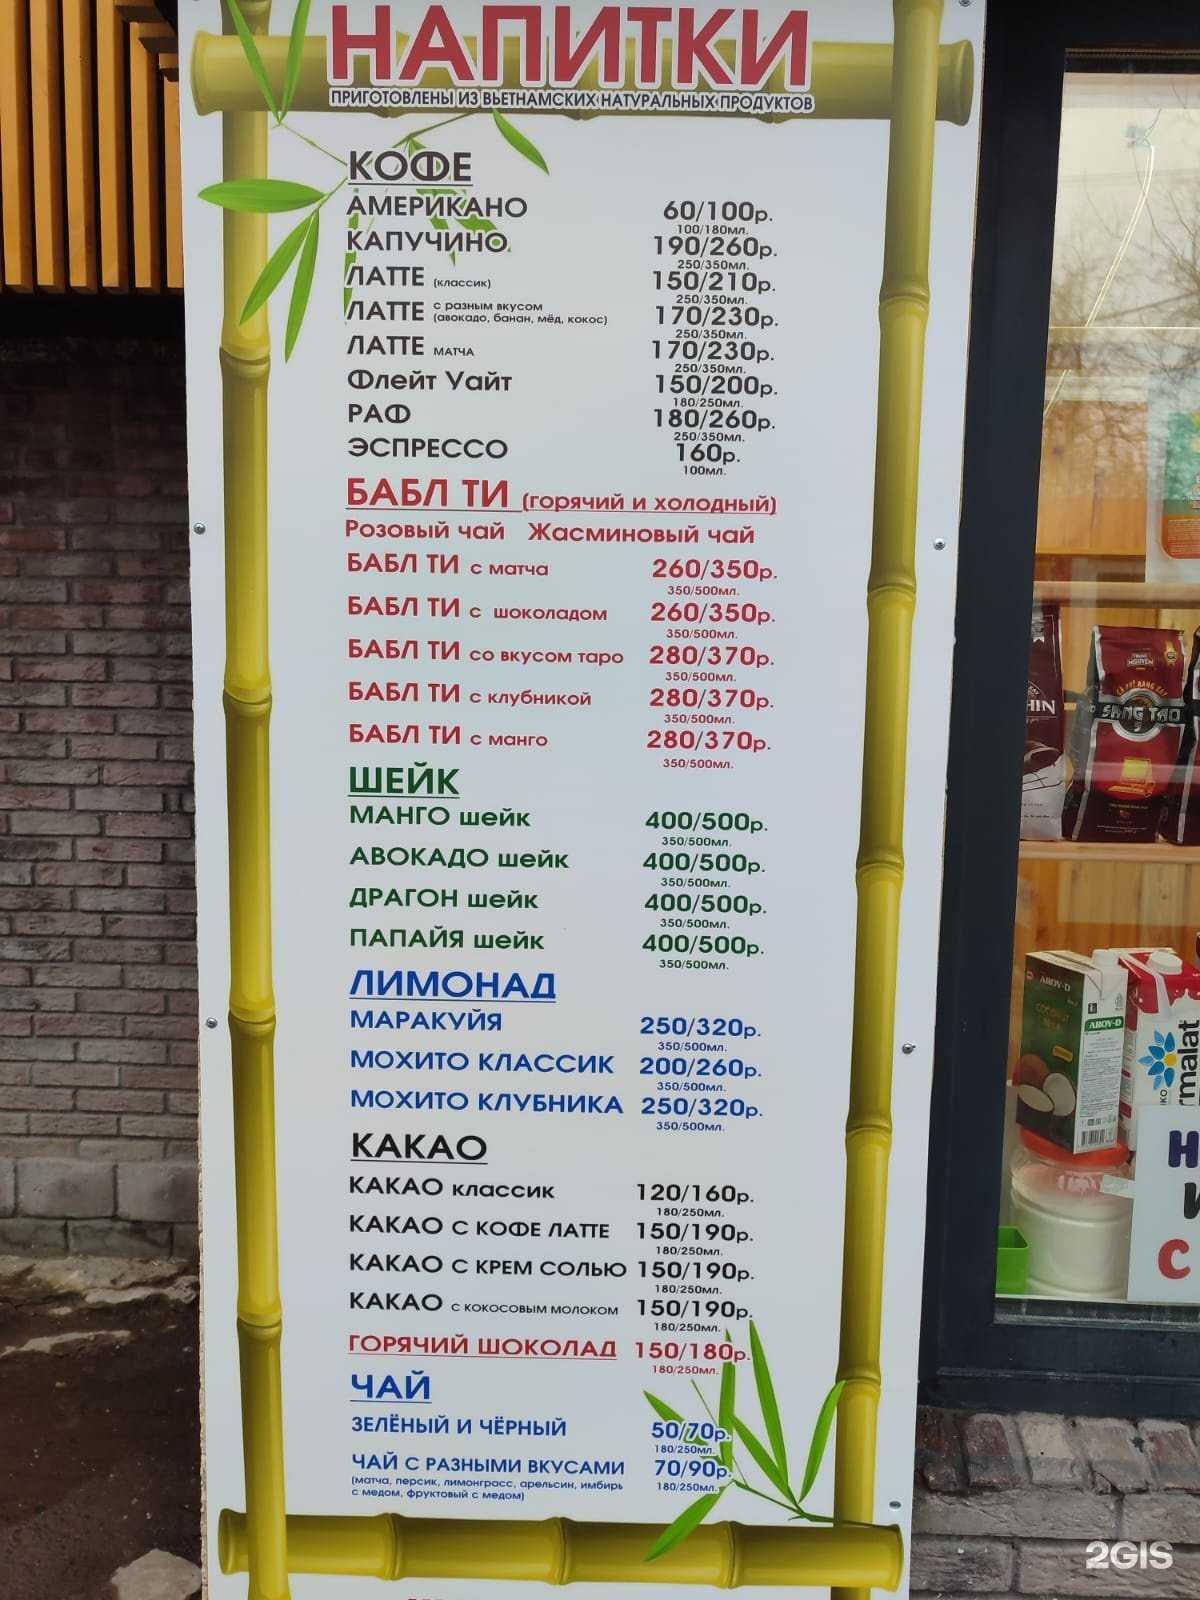 НАПИТКИ
ПРИГОТОВЛЕНЫ ИЗ ВЬЕТНАМСКИХ НАТУРАЛЬНЫХ ПРОДУКТОВ
КОФЕ
АМЕРИКАНО 60/100р.
100/180мл.
КАПУЧИНО 190/260р.
250/350мл.
ЛАТТЕ (классик) 150/210р.
250/350мл.
ЛАТТЕ с разным вкусом (авокадо, банан, мёд, кокос) 170/230р.
250/350мл.
ЛАТТЕ МАТЧА 170/230р.
250/350мл.
Флейт Уайт 150/200р.
180/250мл.
РАФ 180/260р.
250/350мл.
ЭСПРЕССО 160р.
100мл.
БАБЛ ТИ (горячий и холодный)
Розовый чай Жасминовый чай
БАБЛ ТИ с матча 260/350р.
350/500мл.
БАБЛ ТИ с шоколадом 260/350р.
350/500мл.
БАБЛ ТИ со вкусом таро 280/370р.
350/500мл.
БАБЛ ТИ с клубникой 280/370р.
350/500мл.
БАБЛ ТИ с манго 280/370р.
350/500мл.
ШЕЙК
МАНГО шейк 400/500р.
350/500мл.
АВОКАДО шейк 400/500р.
350/500мл.
ДРАГОН шейк 400/500р.
350/500мл.
ПАПАЙЯ шейк 400/500р.
350/500мл.
ЛИМОНАД
МАРАКУЙЯ 250/320р.
350/500мл.
МОХИТО КЛАССИК 200/260р.
350/500мл.
МОХИТО КЛУБНИКА 250/320р.
350/500мл.
КАКАО
КАКАО классик 120/160р.
180/250мл.
КАКАО С КОФЕ ЛАТТЕ 150/190р.
180/250мл.
КАКАО С КРЕМ СОЛЬЮ 150/190р.
180/250мл.
КАКАО С КОКОСОВЫМ МОЛОКОМ 150/190р.
180/250мл.
ГОРЯЧИЙ ШОКОЛАД 150/180р.
180/250мл.
ЧАЙ
ЗЕЛЁНЫЙ И ЧЁРНЫЙ 50/70р.
180/250мл.
ЧАЙ С РАЗНЫМИ ВКУСАМИ 70/90р.
180/250мл.
(матча, персик, лимонграсс, арельсин, имбирь
с медом, фруктовый с медом)
HIN
NGUYEN
SANG TAO
AROY-D
COCONUT
AROY-D
malat
Н
И
С
2GIS